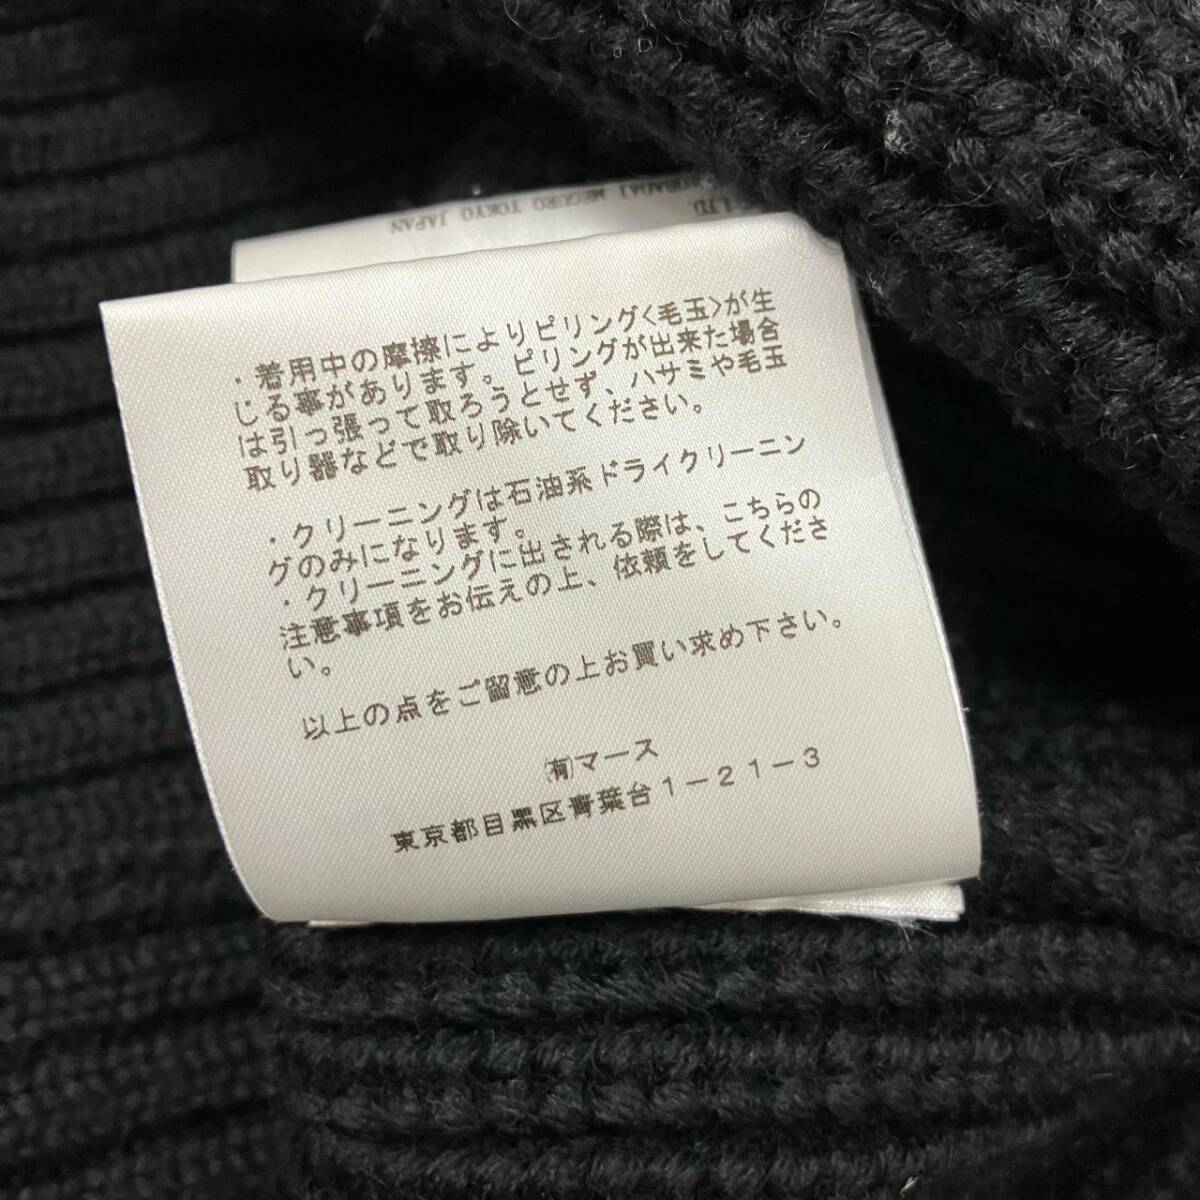 MEGURO TOKYO JAPAN
LTD.
・着用中の摩擦によりピリング<毛玉>が生
じる事があります。ピリングが出来た場合
は引っ張って取ろうとせず、ハサミや毛玉
取り器などで取り除いてください。
・クリーニングは石油系ドライクリーニン
グのみになります。
・クリーニングに出される際は、こちらの
注意事項をお伝えの上、依頼をしてくださ
い。
以上の点をご留意の上お買い求め下さい。
㈲マース
東京都目黒区青葉台1－21－3